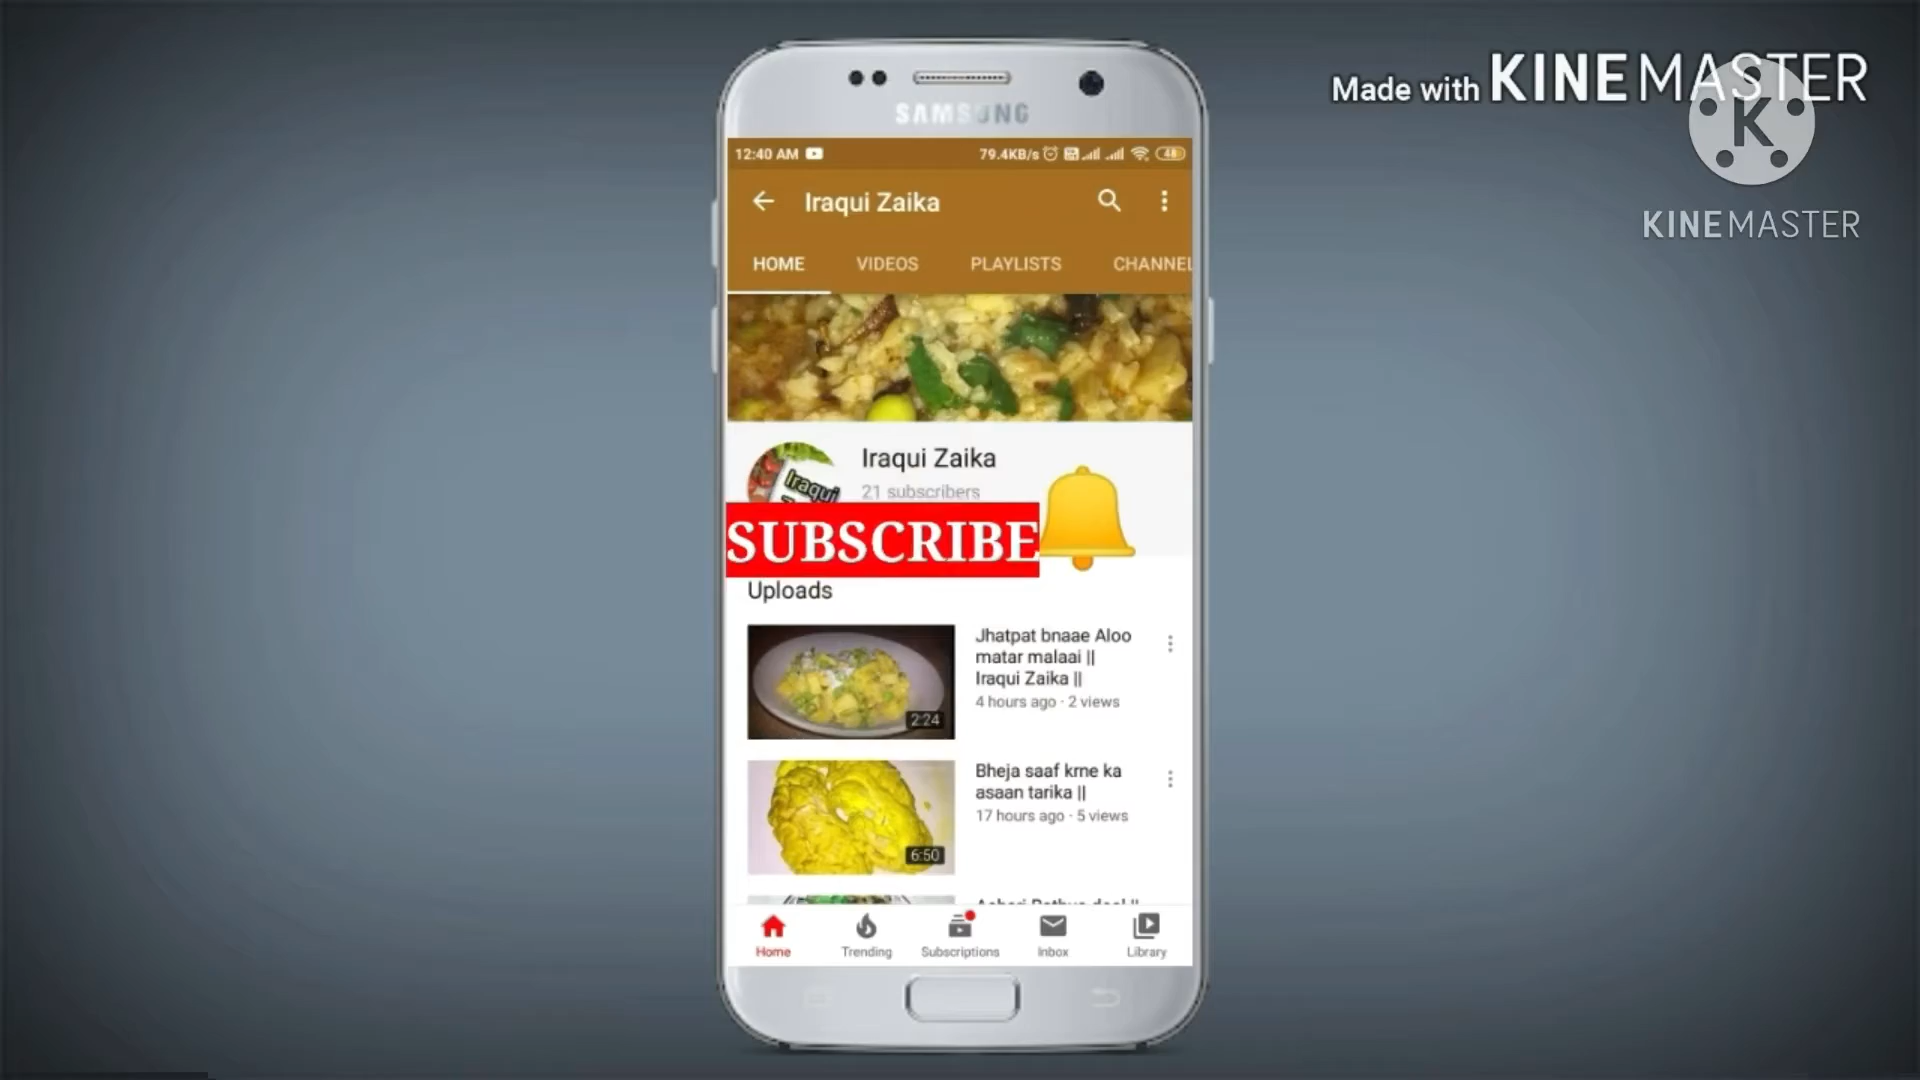 Made with KINEMASTER
K
KINEMASTER
SAMSUNG
12:40 AM 79.4KB/s 48
Iraqui Zaika
HOME VIDEOS PLAYLISTS CHANNEL
Iraqui Zaika
Iraqui
21 subscribers
SUBSCRIBE
Uploads
Jhatpat bnaae Aloo
matar malaai ||
Iraqui Zaika ||
4 hours ago · 2 views
2:24
Bheja saaf krne ka
asaan tarika ||
17 hours ago · 5 views
6:50
Home Trending Subscriptions Inbox Library